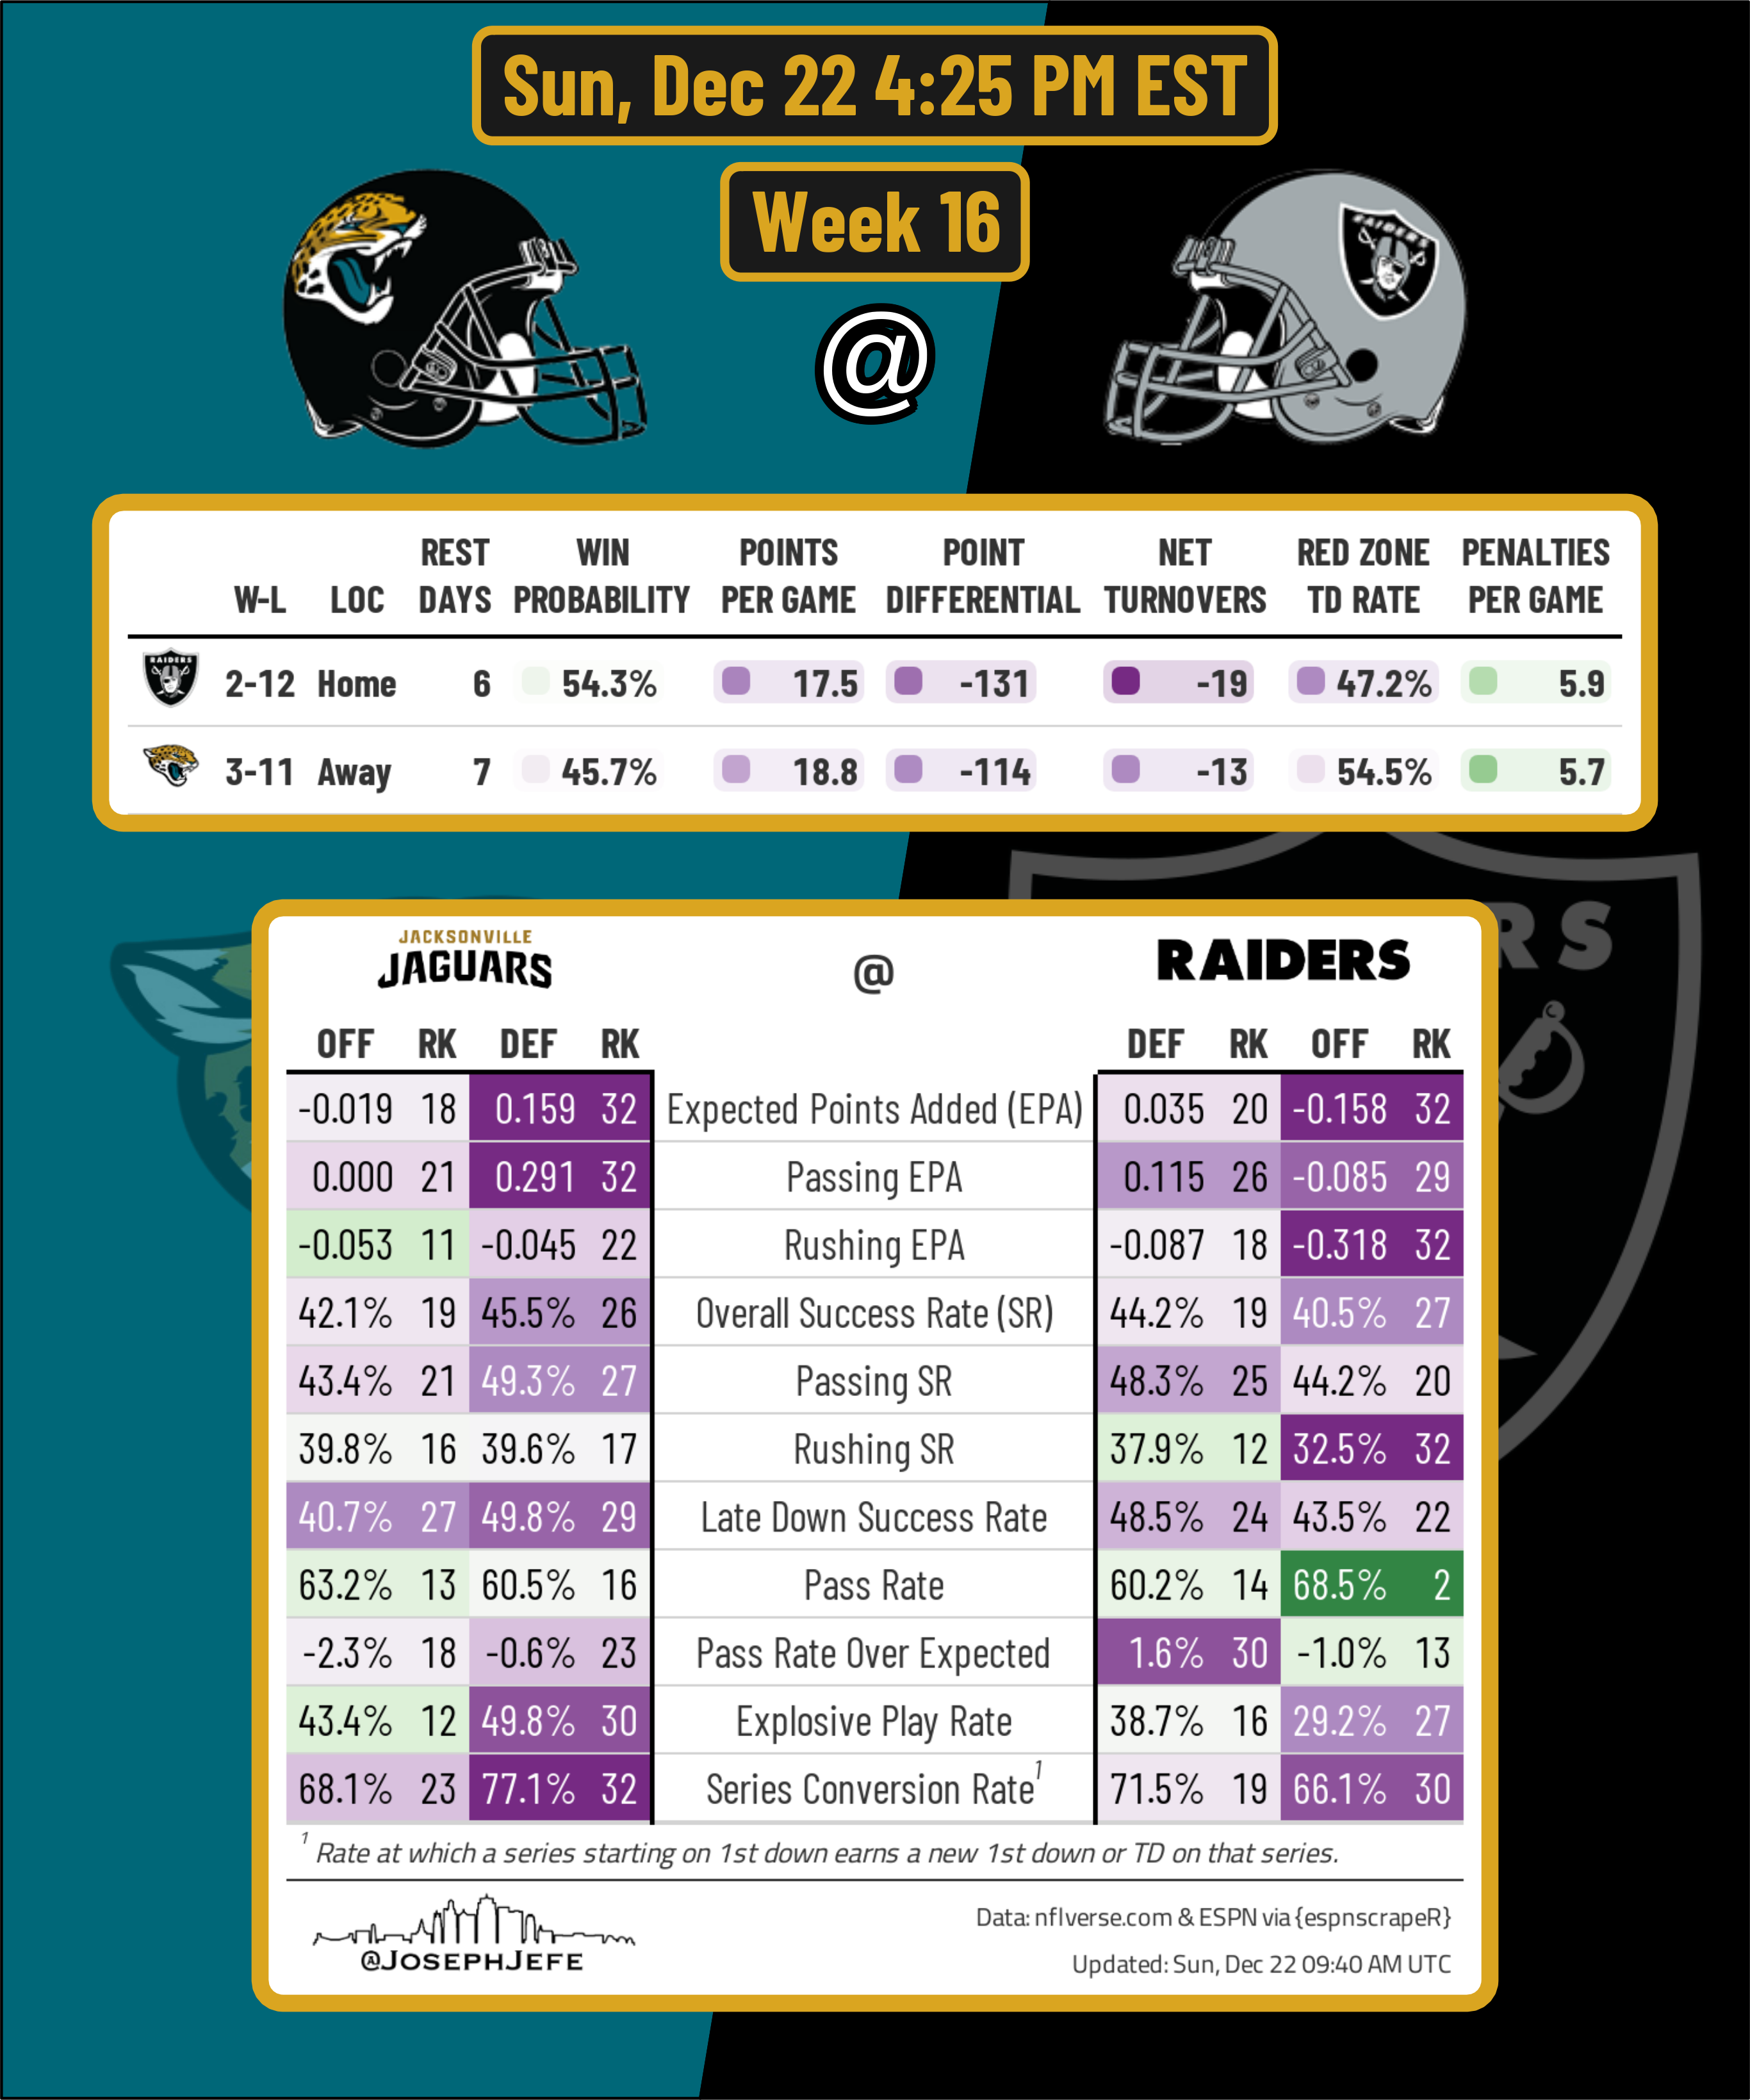 Sun, Dec 22 4:25 PM EST
Week 16
RAIDERS
@
W-L LOC REST DAYS WIN PROBABILITY POINTS PER GAME POINT DIFFERENTIAL NET TURNOVERS RED ZONE TD RATE PENALTIES PER GAME
RAIDERS 2-12 Home 6 54.3% 17.5 -131 -19 47.2% 5.9
3-11 Away 7 45.7% 18.8 -114 -13 54.5% 5.7
RS
JACKSONVILLE
JAGUARS @ RAIDERS
OFF RK DEF RK DEF RK OFF RK
-0.019 18 0.159 32 Expected Points Added (EPA) 0.035 20 -0.158 32
0.000 21 0.291 32 Passing EPA 0.115 26 -0.085 29
-0.053 11 -0.045 22 Rushing EPA -0.087 18 -0.318 32
42.1% 19 45.5% 26 Overall Success Rate (SR) 44.2% 19 40.5% 27
43.4% 21 49.3% 27 Passing SR 48.3% 25 44.2% 20
39.8% 16 39.6% 17 Rushing SR 37.9% 12 32.5% 32
40.7% 27 49.8% 29 Late Down Success Rate 48.5% 24 43.5% 22
63.2% 13 60.5% 16 Pass Rate 60.2% 14 68.5% 2
-2.3% 18 -0.6% 23 Pass Rate Over Expected 1.6% 30 -1.0% 13
43.4% 12 49.8% 30 Explosive Play Rate 38.7% 16 29.2% 27
68.1% 23 77.1% 32 Series Conversion Rate¹ 71.5% 19 66.1% 30
¹ Rate at which a series starting on 1st down earns a new 1st down or TD on that series.
@JOSEPHJEFE
Data: nflverse.com & ESPN via {espnscrapeR}
Updated: Sun, Dec 22 09:40 AM UTC